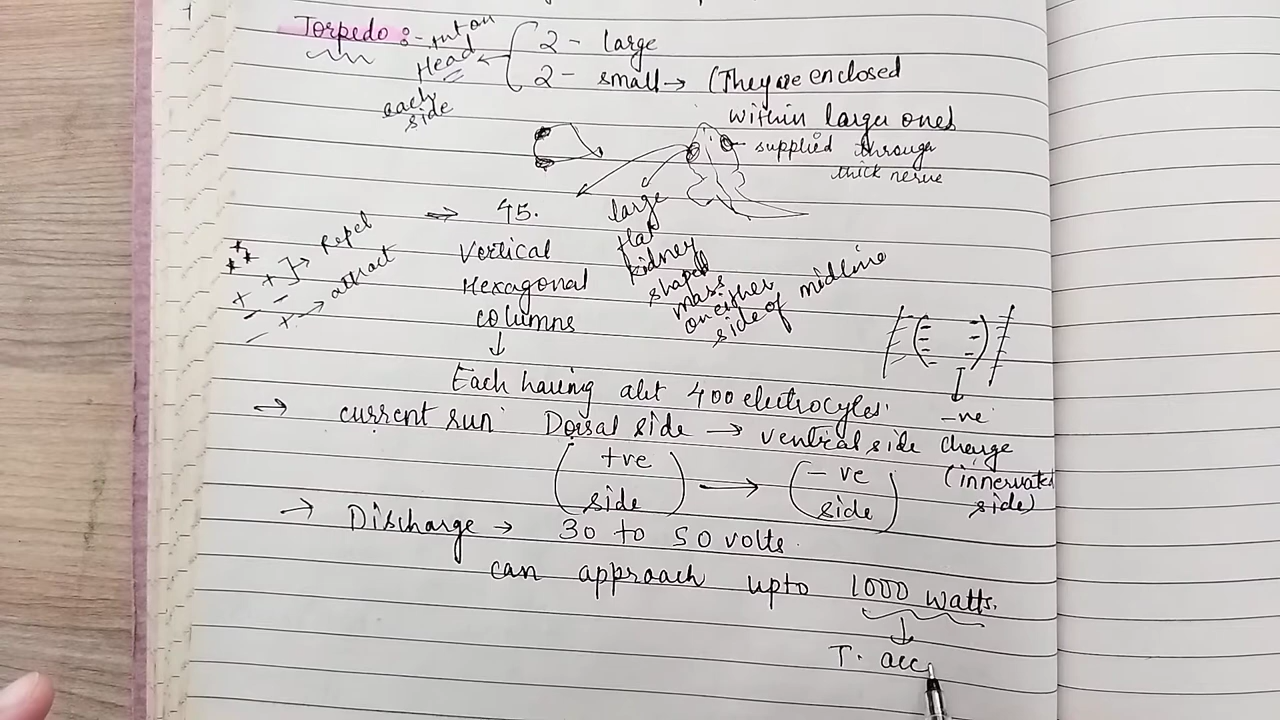 Torpedo :-
Head
each
side
2 - large
2 - small → (They are enclosed
within larger ones
supplied through
thick nerve
⇒ 45.
Vertical
Hexagonal
columns
↓
large
flat
kidney
shaped
mass
on either
side of midline
+ + Repel
- -
- + → attract
Each having abt 400 electrocytes.
→ current run Dorsal side → ventral side
+ve → - ve
side side
-ve
charge
(innervated
side)
→ Discharge → 30 to 50 volts.
can approach upto 1000 watts.
↓
T. acc